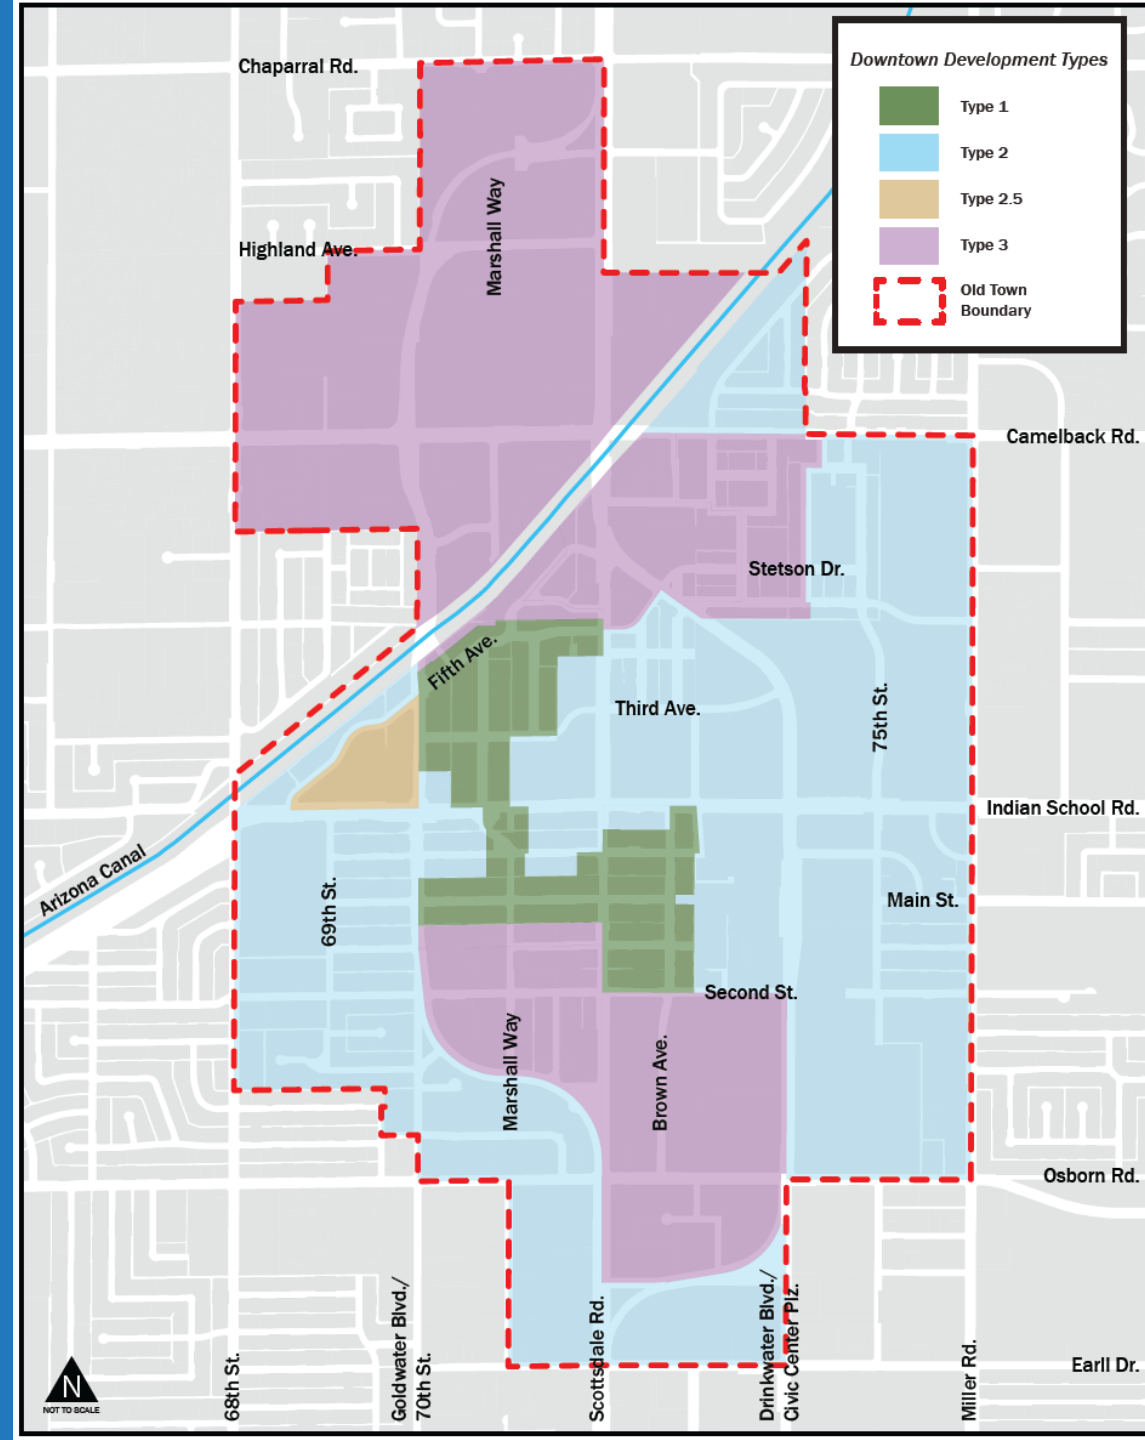 Downtown Development Types
Type 1
Type 2
Type 2.5
Type 3
Old Town
Boundary
Chaparral Rd.
Marshall Way
Highland Ave.
Camelback Rd.
Stetson Dr.
Fifth Ave.
Third Ave.
75th St.
Indian School Rd.
Arizona Canal
69th St.
Main St.
Second St.
Marshall Way
Brown Ave.
Osborn Rd.
Earll Dr.
68th St.
Goldwater Blvd./
70th St.
Scottsdale Rd.
Drinkwater Blvd./
Civic Center Plz.
Miller Rd.
N
NOT TO SCALE